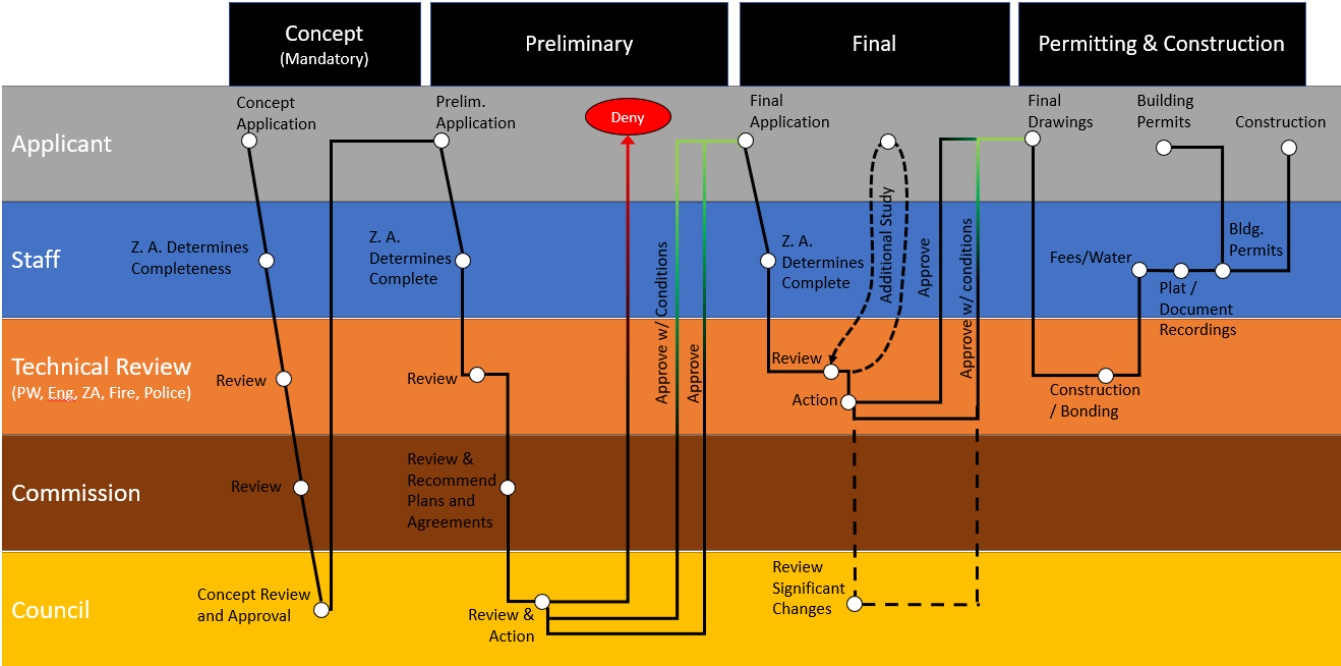 Concept
(Mandatory)
Preliminary
Final
Permitting & Construction
Applicant
Concept
Application
Prelim.
Application
Deny
Final
Application
Final
Drawings
Building
Permits
Construction
Staff
Z. A. Determines
Completeness
Z. A.
Determines
Complete
Approve w/ Conditions
Approve
Z. A.
Determines
Complete
Additional Study
Approve
Approve w/ conditions
Fees/Water
Plat /
Document
Recordings
Bldg.
Permits
Technical Review
(PW, Eng, ZA, Fire, Police)
Review
Review
Review
Action
Construction
/ Bonding
Commission
Review
Review &
Recommend
Plans and
Agreements
Council
Concept Review
and Approval
Review &
Action
Review
Significant
Changes